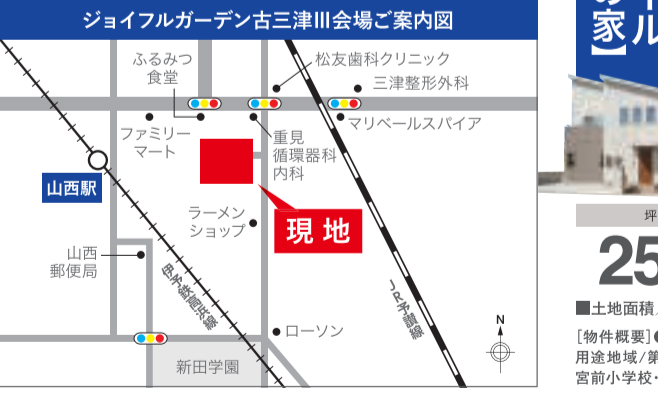 ジョイフルガーデン古三津Ⅲ会場ご案内図
ふるみつ
食堂
松友歯科クリニック
三津整形外科
ファミリー
マート
重見
循環器科
内科
マリベールスパイア
山西駅
ラーメン
ショップ
現地
山西
郵便局
伊予鉄高浜線
JR予讃線
ローソン
新田学園
N
家】
ル
坪
25
■土地面積
[物件概要]●
用途地域/第
宮前小学校・